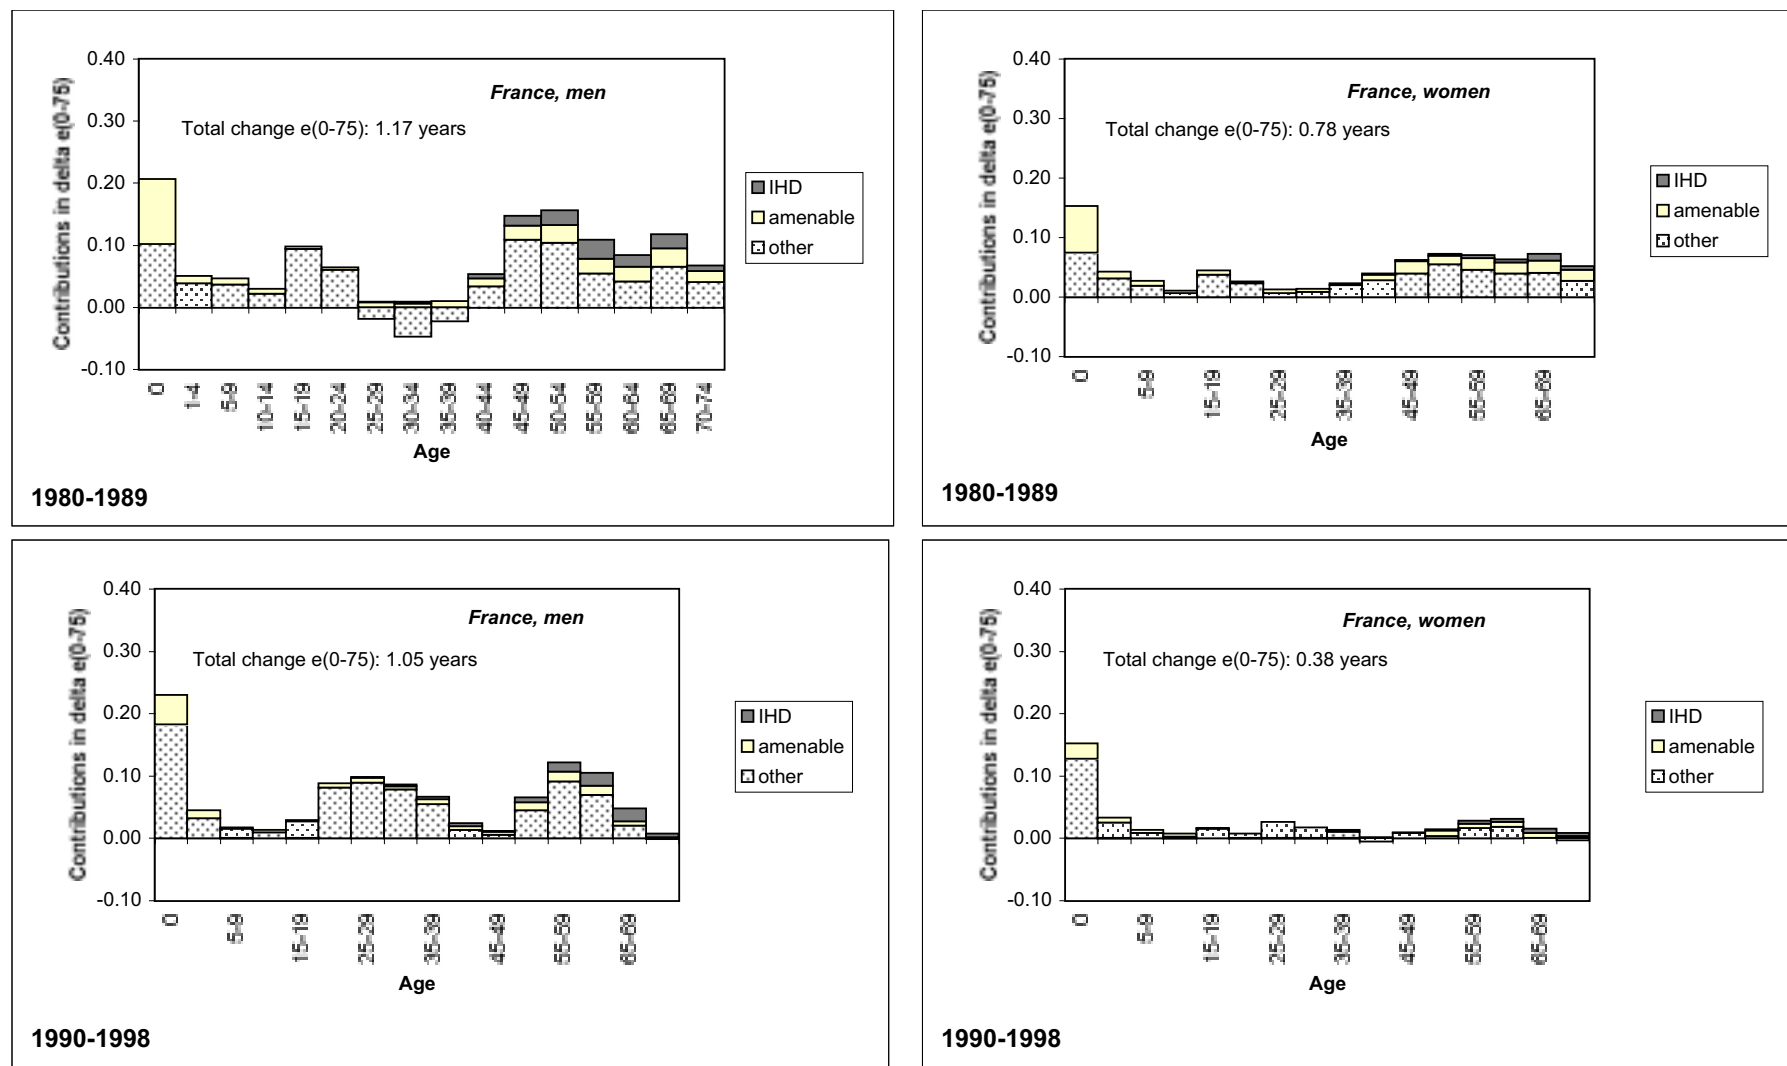 0.40
0.30
0.20
0.10
0.00
-0.10
Contributions in delta e(0-75)
France, men
Total change e(0-75): 1.17 years
IHD
amenable
other
0
1-4
5-9
10-14
15-19
20-24
25-29
30-34
35-39
40-44
45-49
50-54
55-59
60-64
65-69
70-74
Age
1980-1989
0.40
0.30
0.20
0.10
0.00
-0.10
Contributions in delta e(0-75)
France, women
Total change e(0-75): 0.78 years
IHD
amenable
other
0
5-9
15-19
25-29
35-39
45-49
55-59
65-69
Age
1980-1989
0.40
0.30
0.20
0.10
0.00
-0.10
Contributions in delta e(0-75)
France, men
Total change e(0-75): 1.05 years
IHD
amenable
other
0
5-9
15-19
25-29
35-39
45-49
55-59
65-69
Age
1990-1998
0.40
0.30
0.20
0.10
0.00
-0.10
Contributions in delta e(0-75)
France, women
Total change e(0-75): 0.38 years
IHD
amenable
other
0
5-9
15-19
25-29
35-39
45-49
55-59
65-69
Age
1990-1998